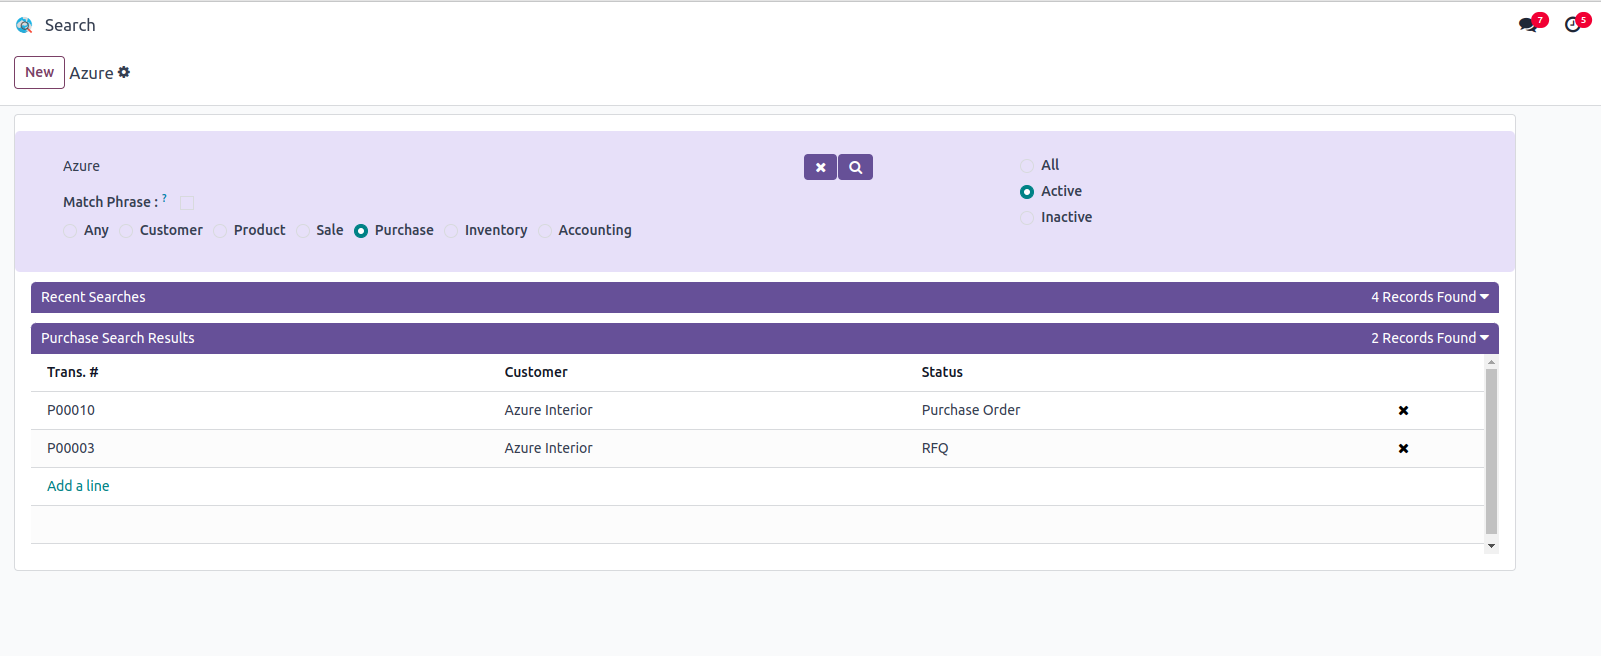 Search 7 5
New Azure
Azure
All
Active
Match Phrase : ?
Inactive
Any Customer Product Sale Purchase Inventory Accounting
Recent Searches 4 Records Found
Purchase Search Results 2 Records Found
Trans. # Customer Status
P00010 Azure Interior Purchase Order
P00003 Azure Interior RFQ
Add a line